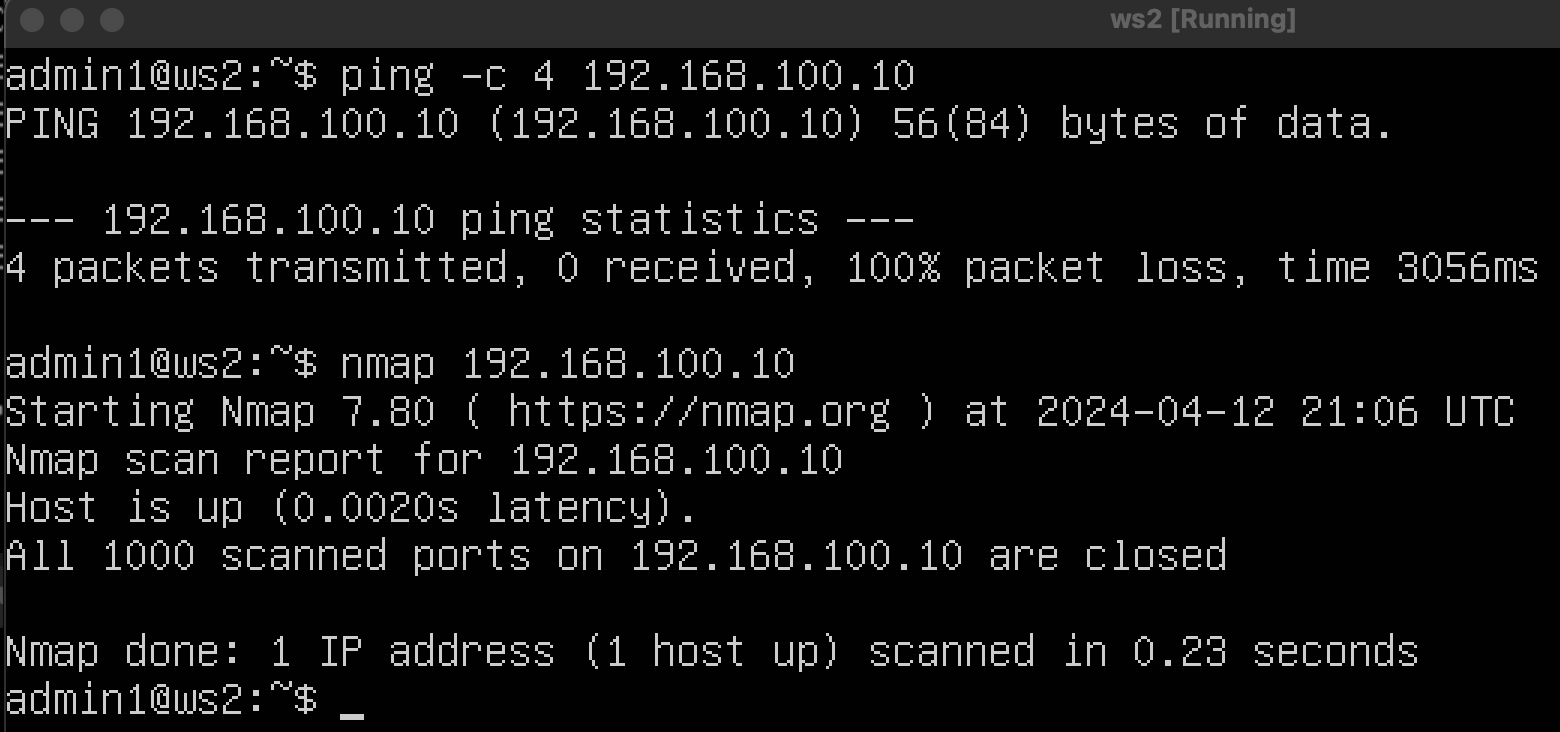 ws2 [Running]
admin1@ws2:~$ ping -c 4 192.168.100.10
PING 192.168.100.10 (192.168.100.10) 56(84) bytes of data.
--- 192.168.100.10 ping statistics ---
4 packets transmitted, 0 received, 100% packet loss, time 3056ms
admin1@ws2:~$ nmap 192.168.100.10
Starting Nmap 7.80 ( https://nmap.org ) at 2024-04-12 21:06 UTC
Nmap scan report for 192.168.100.10
Host is up (0.0020s latency).
All 1000 scanned ports on 192.168.100.10 are closed
Nmap done: 1 IP address (1 host up) scanned in 0.23 seconds
admin1@ws2:~$ _